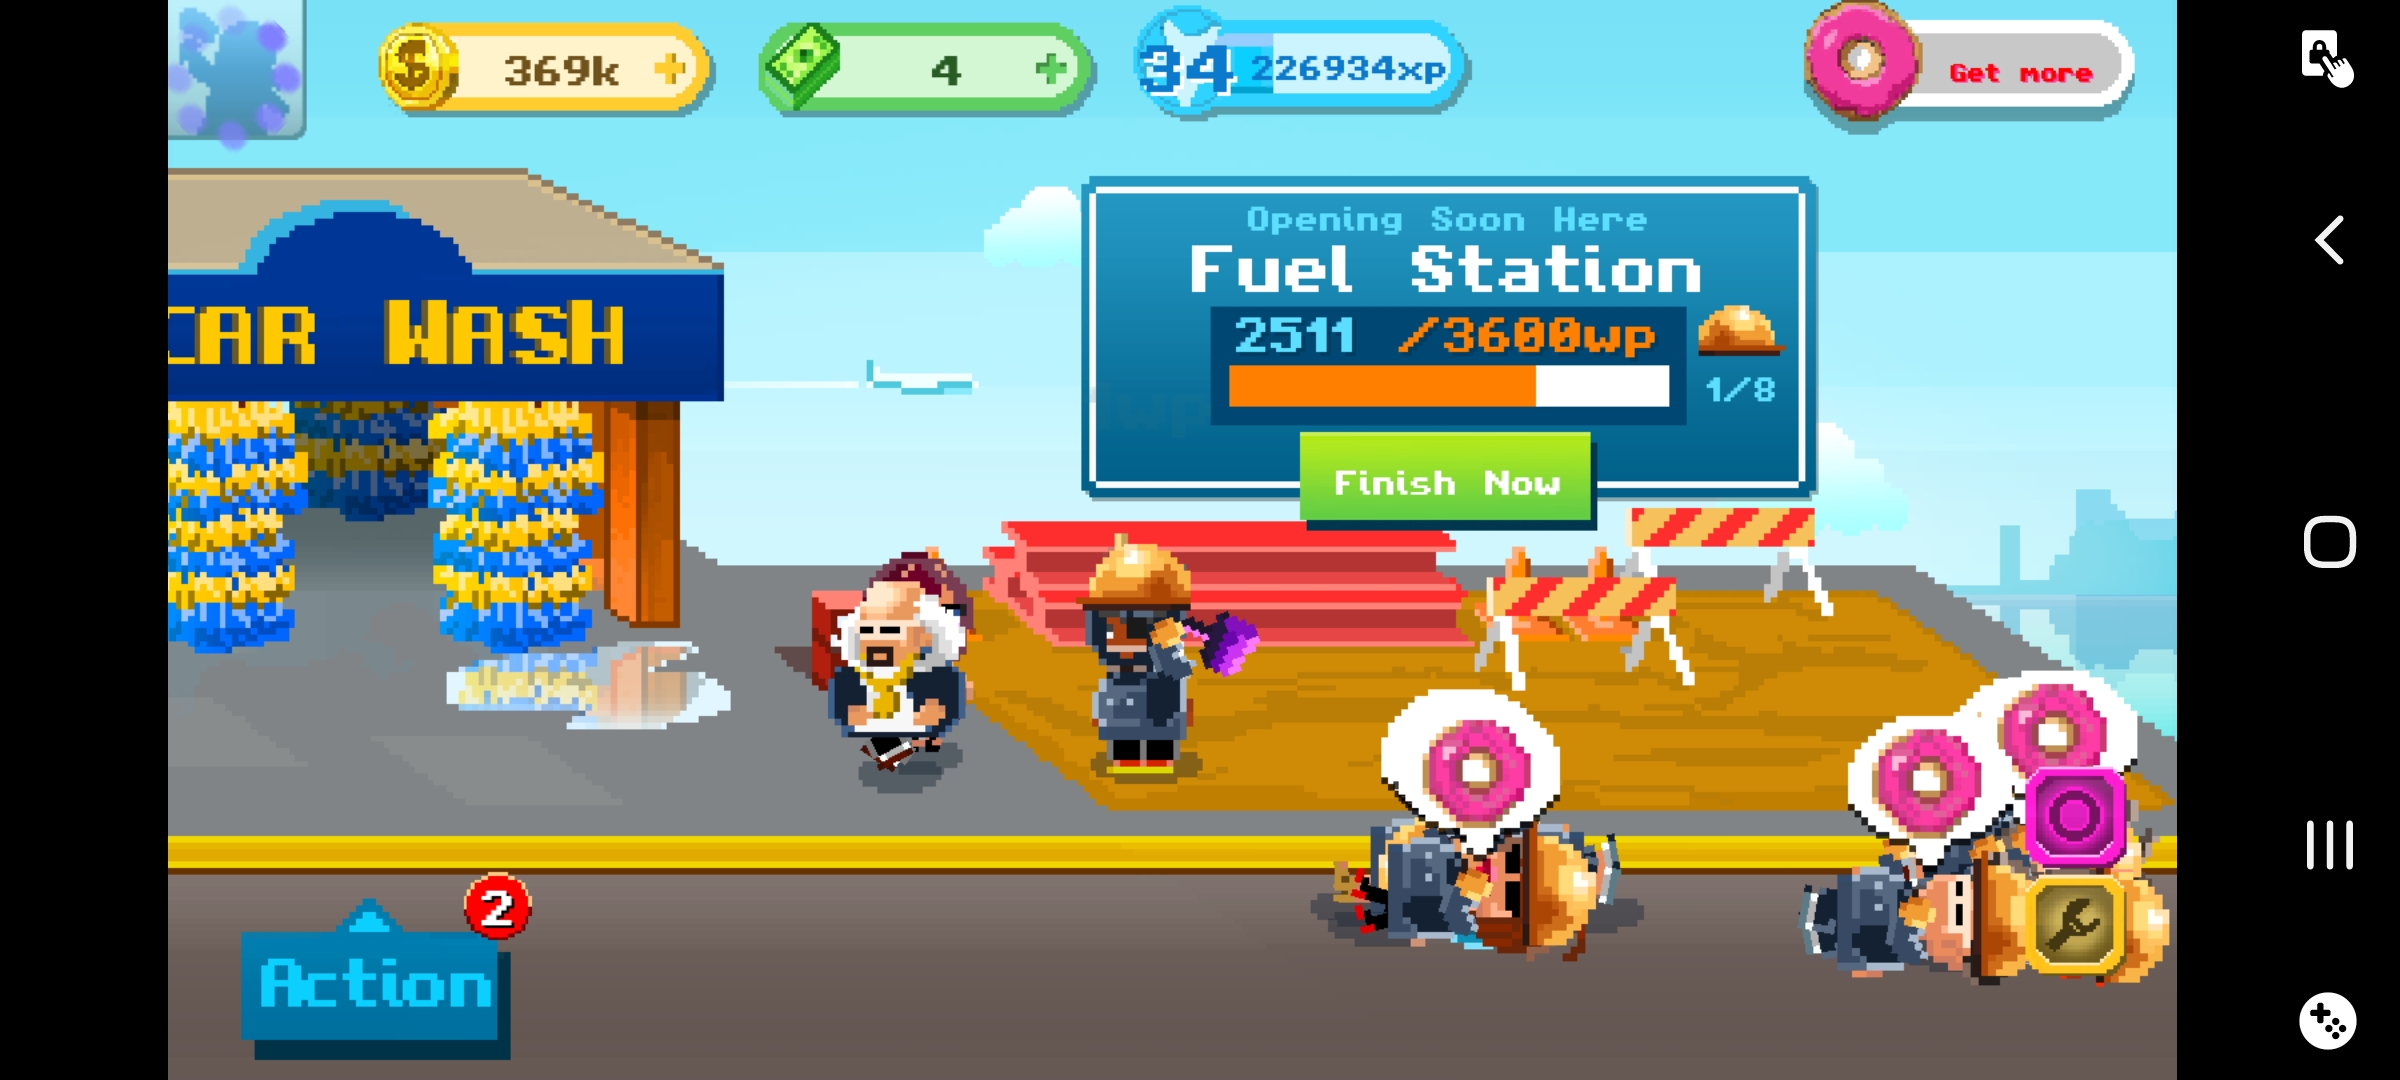 369k
4
34
226934xp
Get more
Opening Soon Here
Fuel Station
2511 /3600wp
1/8
Finish Now
CAR WASH
2
Action